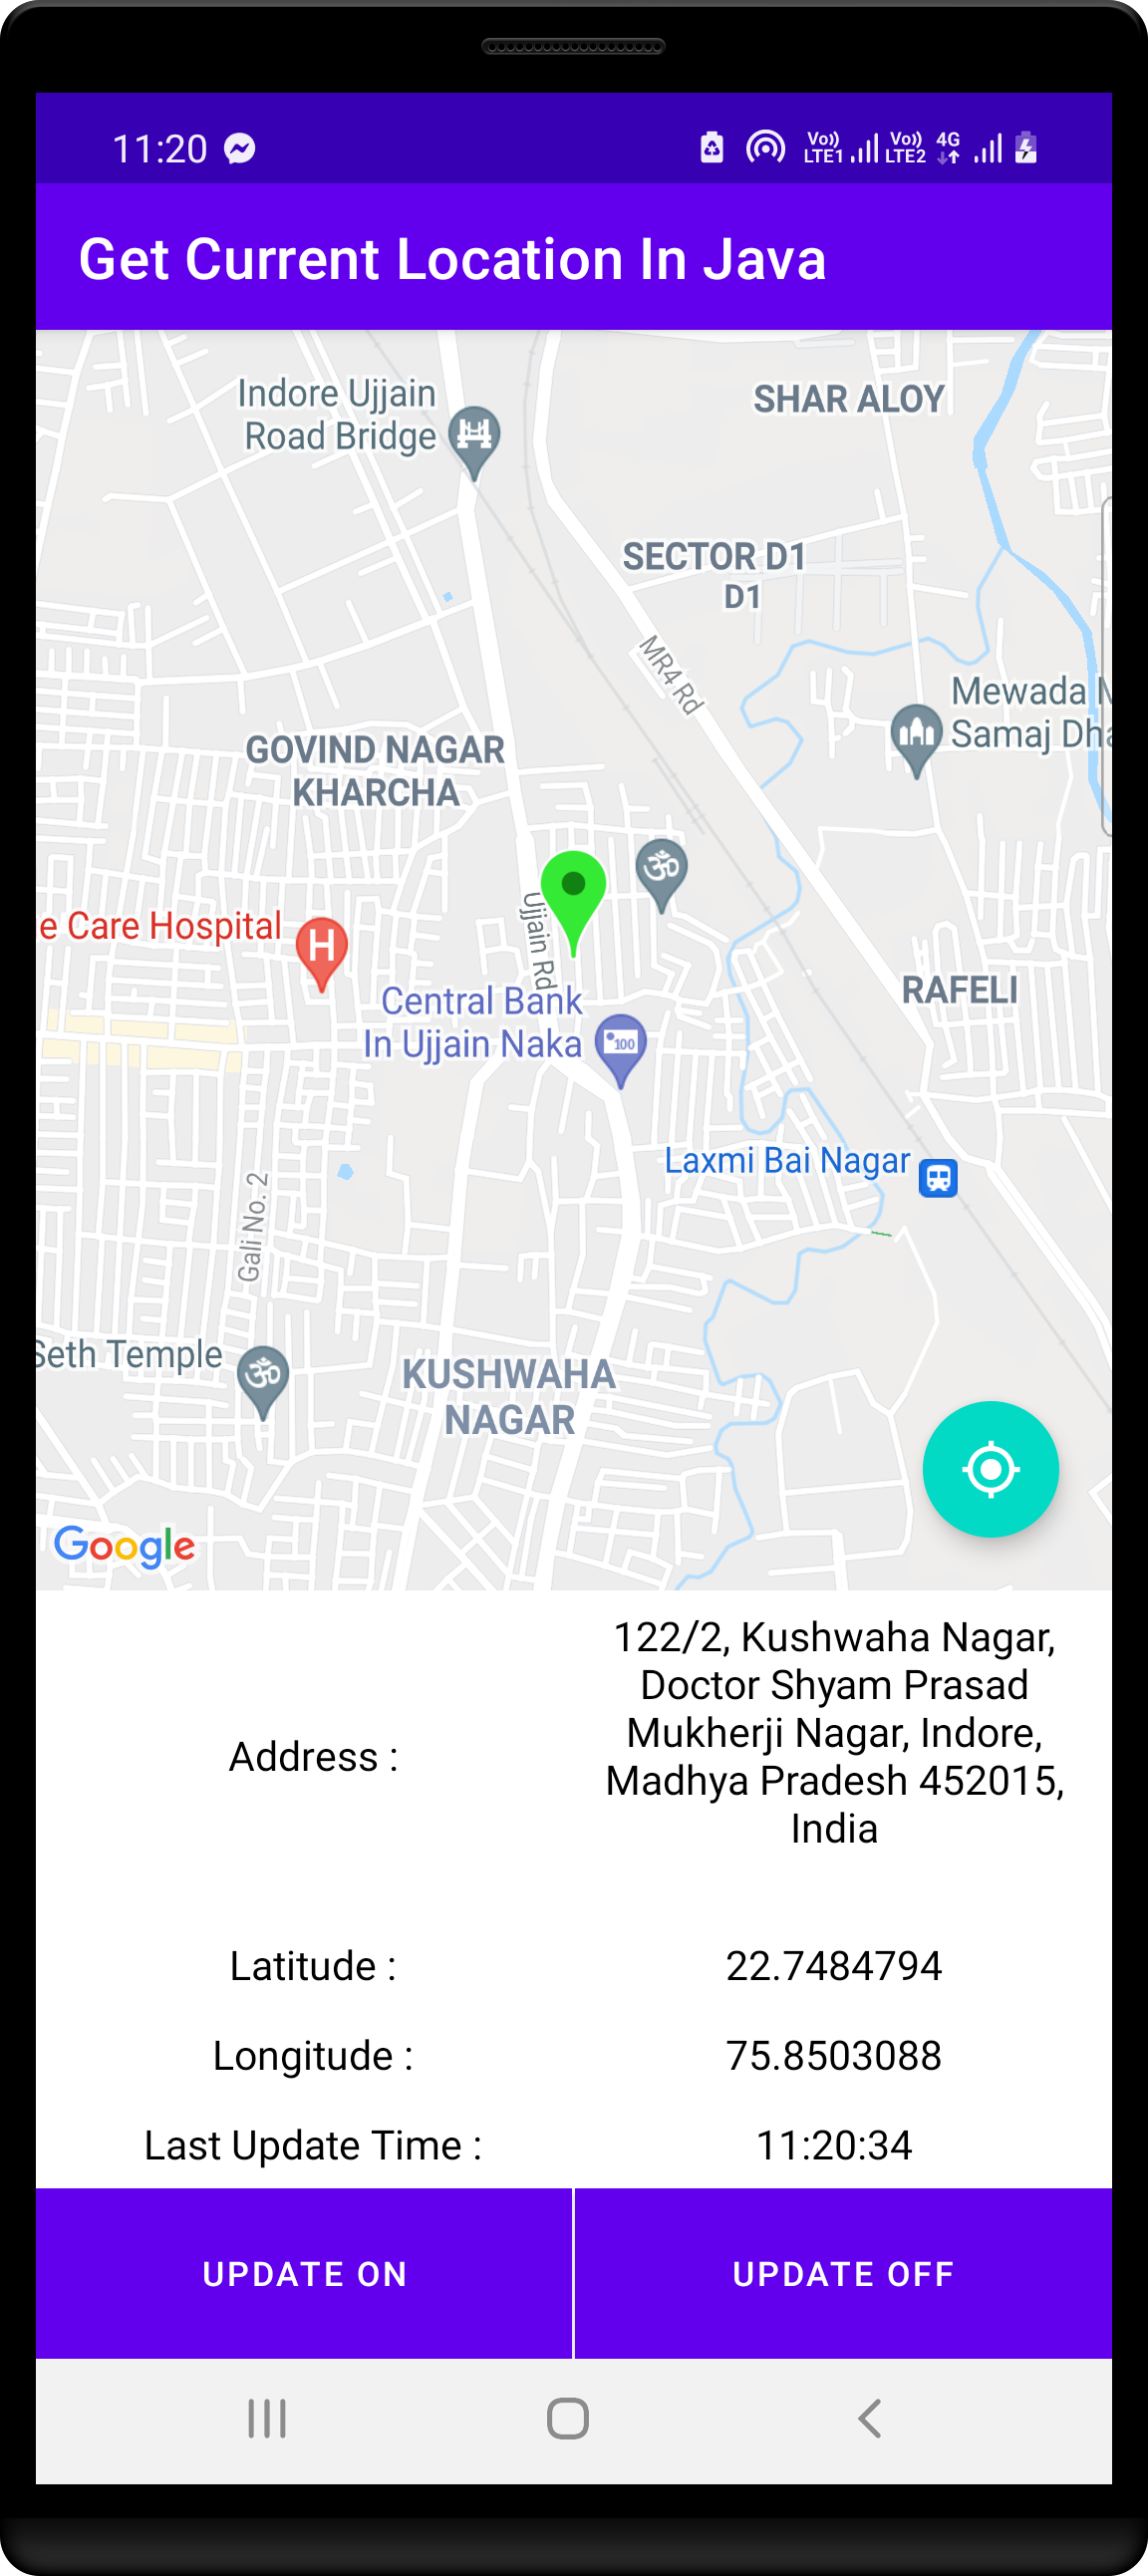 11:20
Vo)) LTE1 Vo)) LTE2 4G
Get Current Location In Java
Indore Ujjain
Road Bridge
SHAR ALOY
SECTOR D1
D1
MR4 Rd
Mewada
Samaj Dha
GOVIND NAGAR
KHARCHA
ॐ
Ujjain Rd
e Care Hospital
H
RAFELI
Central Bank
In Ujjain Naka
100
Laxmi Bai Nagar
Gali No. 2
Seth Temple
ॐ
KUSHWAHA
NAGAR
Google
122/2, Kushwaha Nagar,
Doctor Shyam Prasad
Address :
Mukherji Nagar, Indore,
Madhya Pradesh 452015,
India
Latitude : 22.7484794
Longitude : 75.8503088
Last Update Time : 11:20:34
UPDATE ON UPDATE OFF